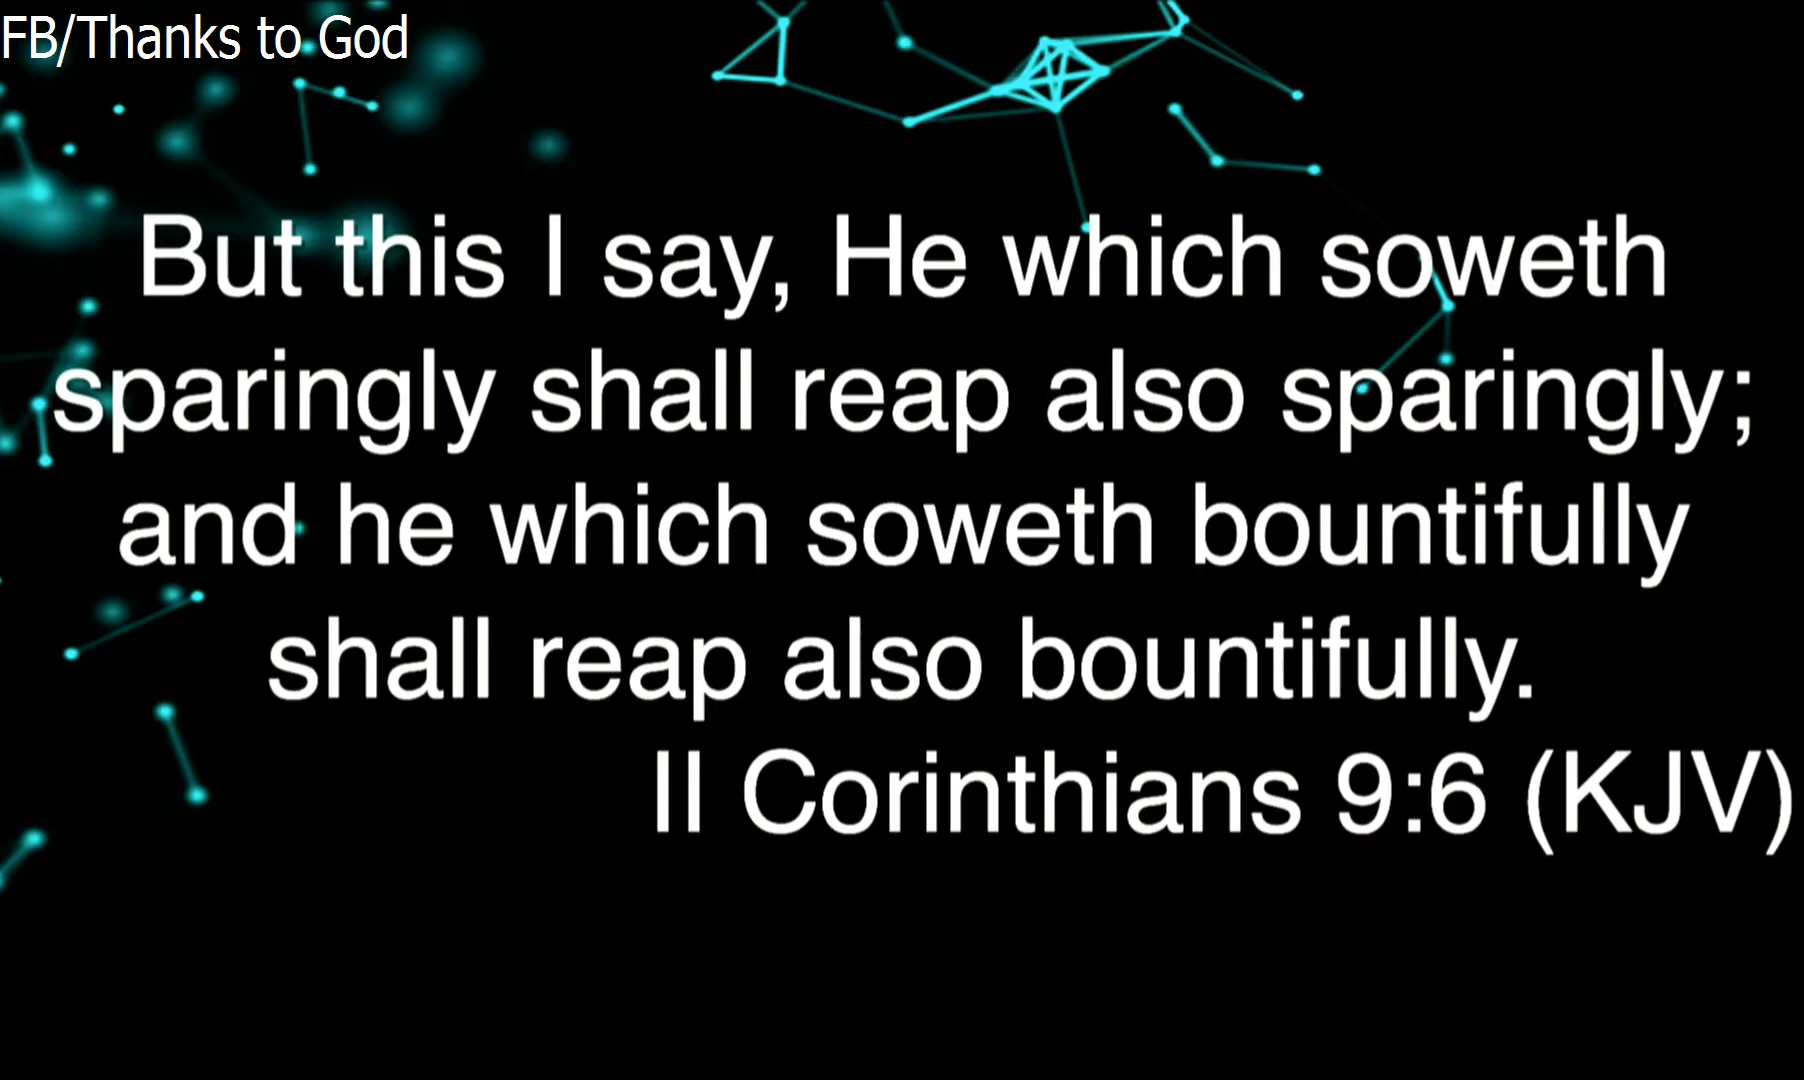 FB/Thanks to God
But this I say, He which soweth
sparingly shall reap also sparingly;
and he which soweth bountifully
shall reap also bountifully.
II Corinthians 9:6 (KJV)